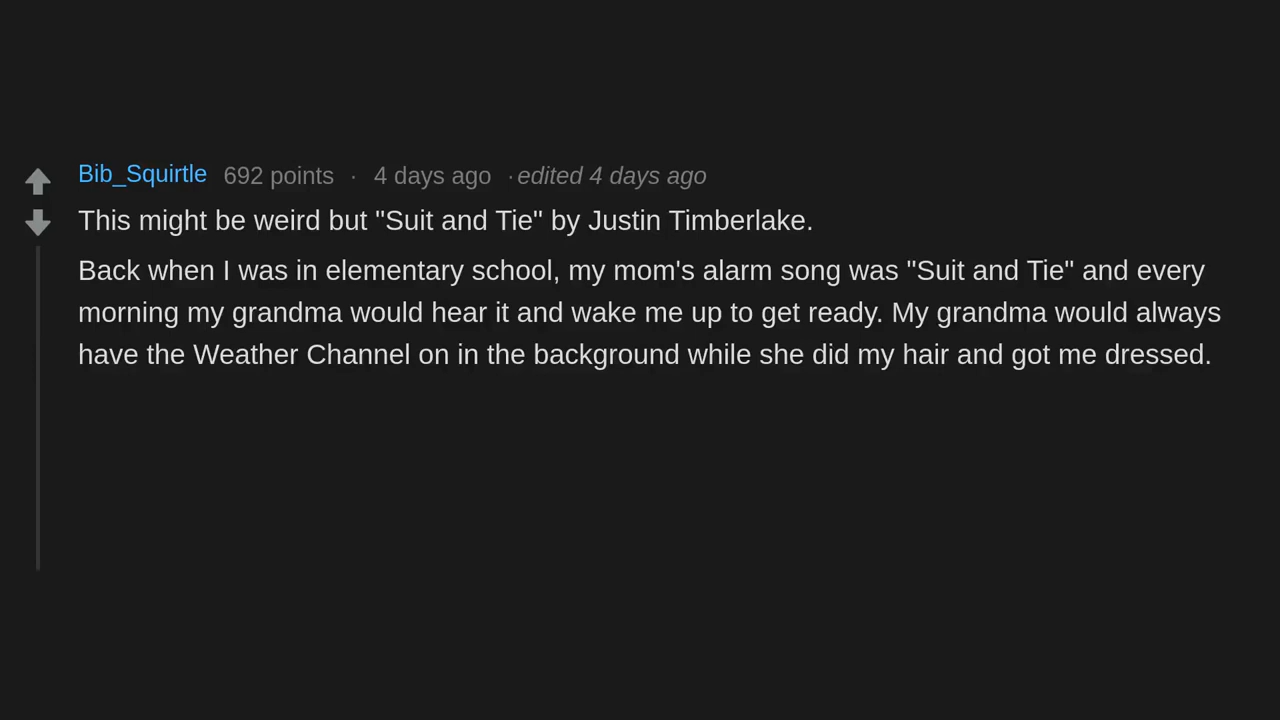 Bib_Squirtle 692 points · 4 days ago · edited 4 days ago
This might be weird but "Suit and Tie" by Justin Timberlake.
Back when I was in elementary school, my mom's alarm song was "Suit and Tie" and every
morning my grandma would hear it and wake me up to get ready. My grandma would always
have the Weather Channel on in the background while she did my hair and got me dressed.